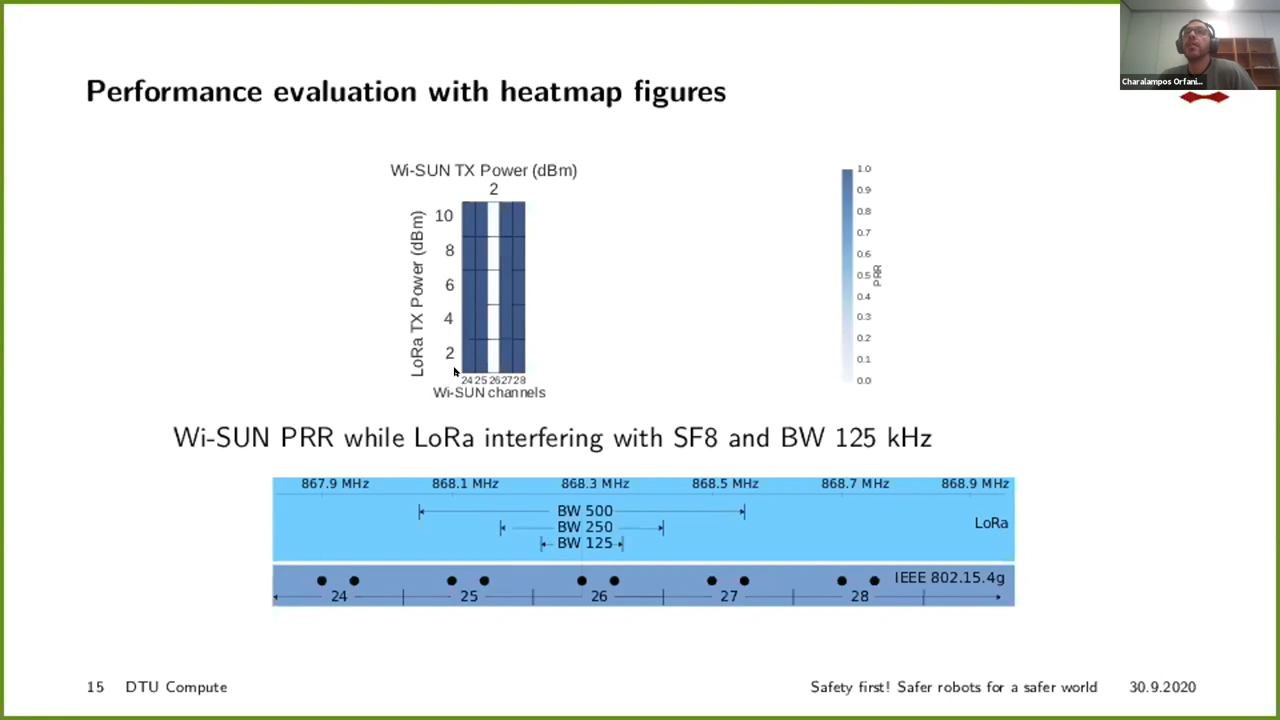 Charalampos Orfani...
Performance evaluation with heatmap figures
Wi-SUN TX Power (dBm)
2
LoRa TX Power (dBm)
10
8
6
4
2
24 25 26 27 28
Wi-SUN channels
1.0
0.9
0.8
0.7
0.6
0.5
0.4
0.3
0.2
0.1
0.0
PRR
Wi-SUN PRR while LoRa interfering with SF8 and BW 125 kHz
867.9 MHz 868.1 MHz 868.3 MHz 868.5 MHz 868.7 MHz 868.9 MHz
BW 500
BW 250
BW 125
LoRa
IEEE 802.15.4g
24 25 26 27 28
15 DTU Compute Safety first! Safer robots for a safer world 30.9.2020